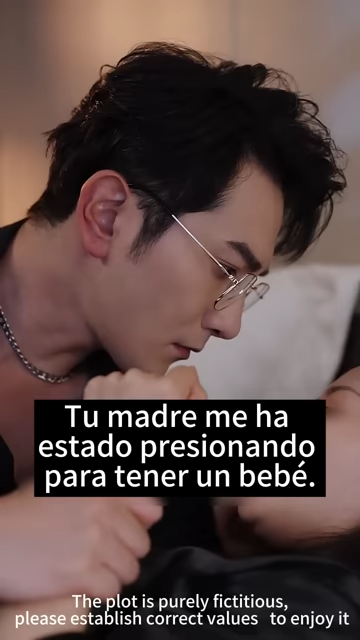 Tu madre me ha
estado presionando
para tener un bebé.
The plot is purely fictitious,
please establish correct values to enjoy it